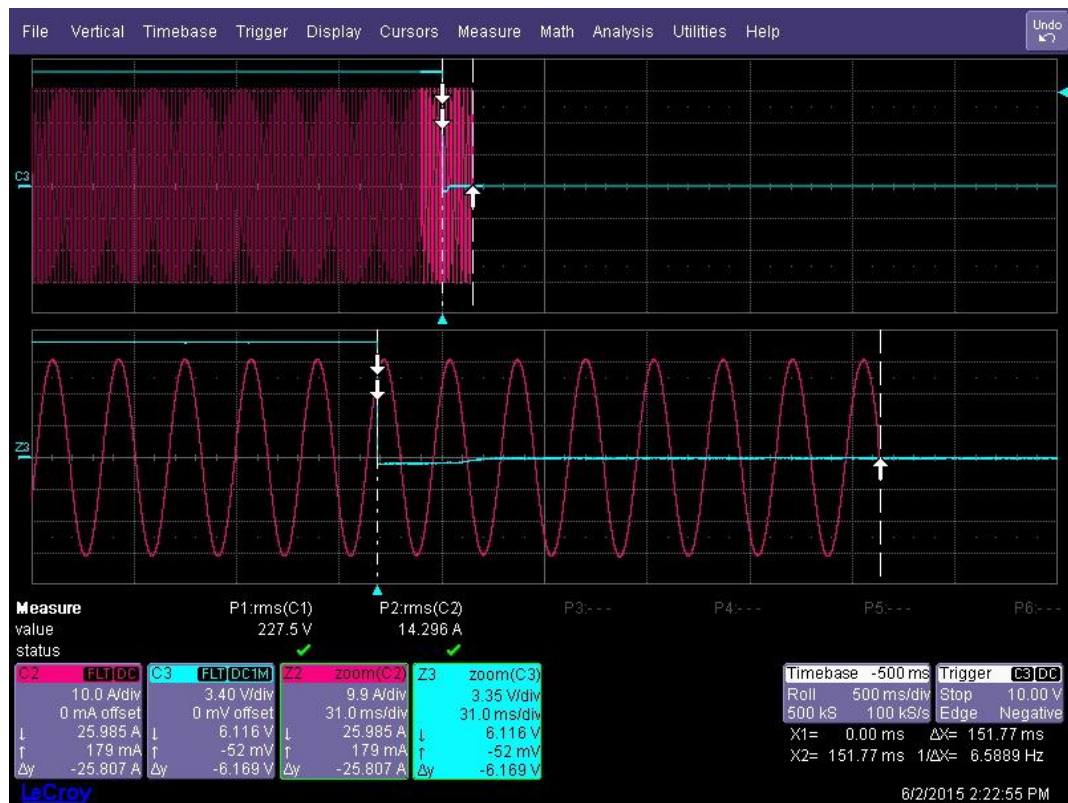 File Vertical Timebase Trigger Display Cursors Measure Math Analysis Utilities Help Undo
C3
Z3
Measure P1:rms(C1) P2:rms(C2) P3:--- P4:--- P5:--- P6:---
value 227.5 V 14.296 A
status
C2 FLT DC
10.0 A/div
0 mA offset
↓ 25.985 A
↑ 179 mA
Δy -25.807 A
C3 FLT DC1M
3.40 V/div
0 mV offset
↓ 6.116 V
↑ -52 mV
Δy -6.169 V
Z2 zoom(C2)
9.9 A/div
31.0 ms/div
↓ 25.985 A
↑ 179 mA
Δy -25.807 A
Z3 zoom(C3)
3.35 V/div
31.0 ms/div
↓ 6.116 V
↑ -52 mV
Δy -6.169 V
Timebase -500 ms
Roll 500 ms/div
500 kS 100 kS/s
Trigger C3 DC
Stop 10.00 V
Edge Negative
X1= 0.00 ms ΔX= 151.77 ms
X2= 151.77 ms 1/ΔX= 6.5889 Hz
LeCroy 6/2/2015 2:22:55 PM